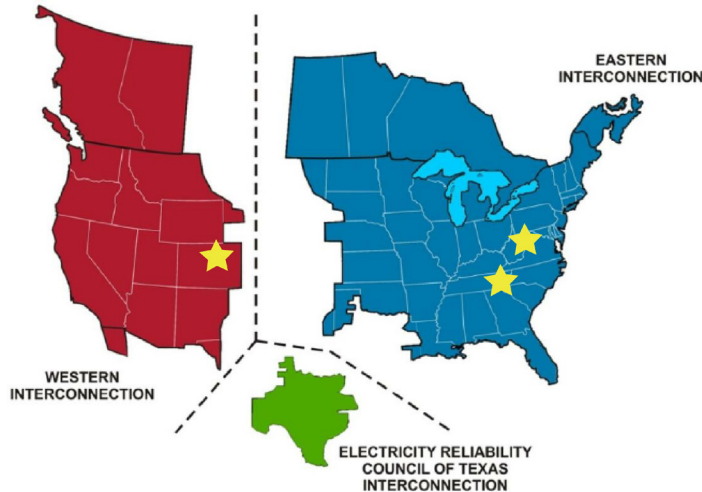 EASTERN
INTERCONNECTION
WESTERN
INTERCONNECTION
ELECTRICITY RELIABILITY
COUNCIL OF TEXAS
INTERCONNECTION